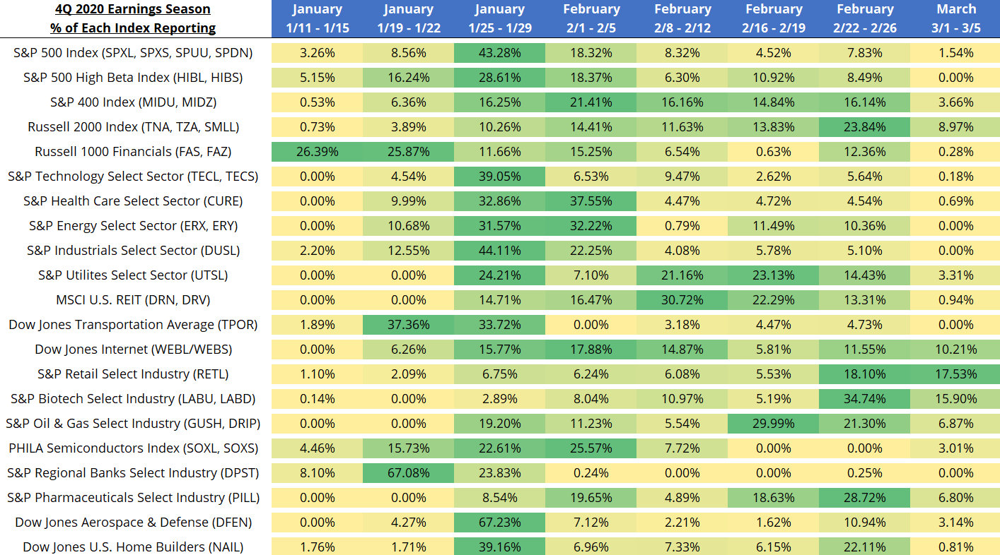 4Q 2020 Earnings Season January January January February February February February March
% of Each Index Reporting 1/11 - 1/15 1/19 - 1/22 1/25 - 1/29 2/1 - 2/5 2/8 - 2/12 2/16 - 2/19 2/22 - 2/26 3/1 - 3/5
S&P 500 Index (SPXL, SPXS, SPUU, SPDN) 3.26% 8.56% 43.28% 18.32% 8.32% 4.52% 7.83% 1.54%
S&P 500 High Beta Index (HIBL, HIBS) 5.15% 16.24% 28.61% 18.37% 6.30% 10.92% 8.49% 0.00%
S&P 400 Index (MIDU, MIDZ) 0.53% 6.36% 16.25% 21.41% 16.16% 14.84% 16.14% 3.66%
Russell 2000 Index (TNA, TZA, SMLL) 0.73% 3.89% 10.26% 14.41% 11.63% 13.83% 23.84% 8.97%
Russell 1000 Financials (FAS, FAZ) 26.39% 25.87% 11.66% 15.25% 6.54% 0.63% 12.36% 0.28%
S&P Technology Select Sector (TECL, TECS) 0.00% 4.54% 39.05% 6.53% 9.47% 2.62% 5.64% 0.18%
S&P Health Care Select Sector (CURE) 0.00% 9.99% 32.86% 37.55% 4.47% 4.72% 4.54% 0.69%
S&P Energy Select Sector (ERX, ERY) 0.00% 10.68% 31.57% 32.22% 0.79% 11.49% 10.36% 0.00%
S&P Industrials Select Sector (DUSL) 2.20% 12.55% 44.11% 22.25% 4.08% 5.78% 5.10% 0.00%
S&P Utilites Select Sector (UTSL) 0.00% 0.00% 24.21% 7.10% 21.16% 23.13% 14.43% 3.31%
MSCI U.S. REIT (DRN, DRV) 0.00% 0.00% 14.71% 16.47% 30.72% 22.29% 13.31% 0.94%
Dow Jones Transportation Average (TPOR) 1.89% 37.36% 33.72% 0.00% 3.18% 4.47% 4.73% 0.00%
Dow Jones Internet (WEBL/WEBS) 0.00% 6.26% 15.77% 17.88% 14.87% 5.81% 11.55% 10.21%
S&P Retail Select Industry (RETL) 1.10% 2.09% 6.75% 6.24% 6.08% 5.53% 18.10% 17.53%
S&P Biotech Select Industry (LABU, LABD) 0.14% 0.00% 2.89% 8.04% 10.97% 5.19% 34.74% 15.90%
S&P Oil & Gas Select Industry (GUSH, DRIP) 0.00% 0.00% 19.20% 11.23% 5.54% 29.99% 21.30% 6.87%
PHILA Semiconductors Index (SOXL, SOXS) 4.46% 15.73% 22.61% 25.57% 7.72% 0.00% 0.00% 3.01%
S&P Regional Banks Select Industry (DPST) 8.10% 67.08% 23.83% 0.24% 0.00% 0.00% 0.25% 0.00%
S&P Pharmaceuticals Select Industry (PILL) 0.00% 0.00% 8.54% 19.65% 4.89% 18.63% 28.72% 6.80%
Dow Jones Aerospace & Defense (DFEN) 0.00% 4.27% 67.23% 7.12% 2.21% 1.62% 10.94% 3.14%
Dow Jones U.S. Home Builders (NAIL) 1.76% 1.71% 39.16% 6.96% 7.33% 6.15% 22.11% 0.81%